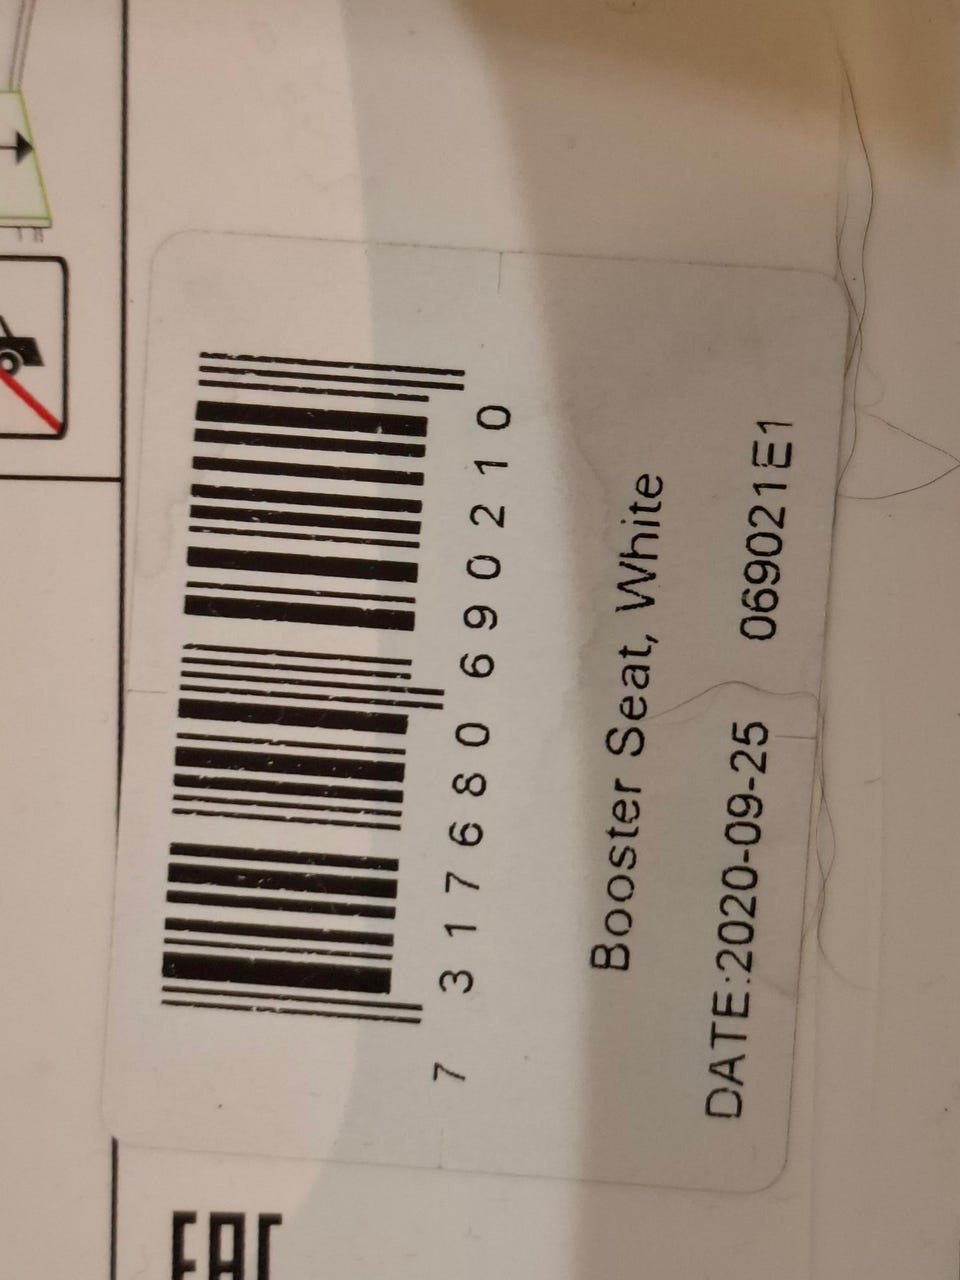 7 317680 690210
Booster Seat, White
DATE:2020-09-25 069021E1
EAC